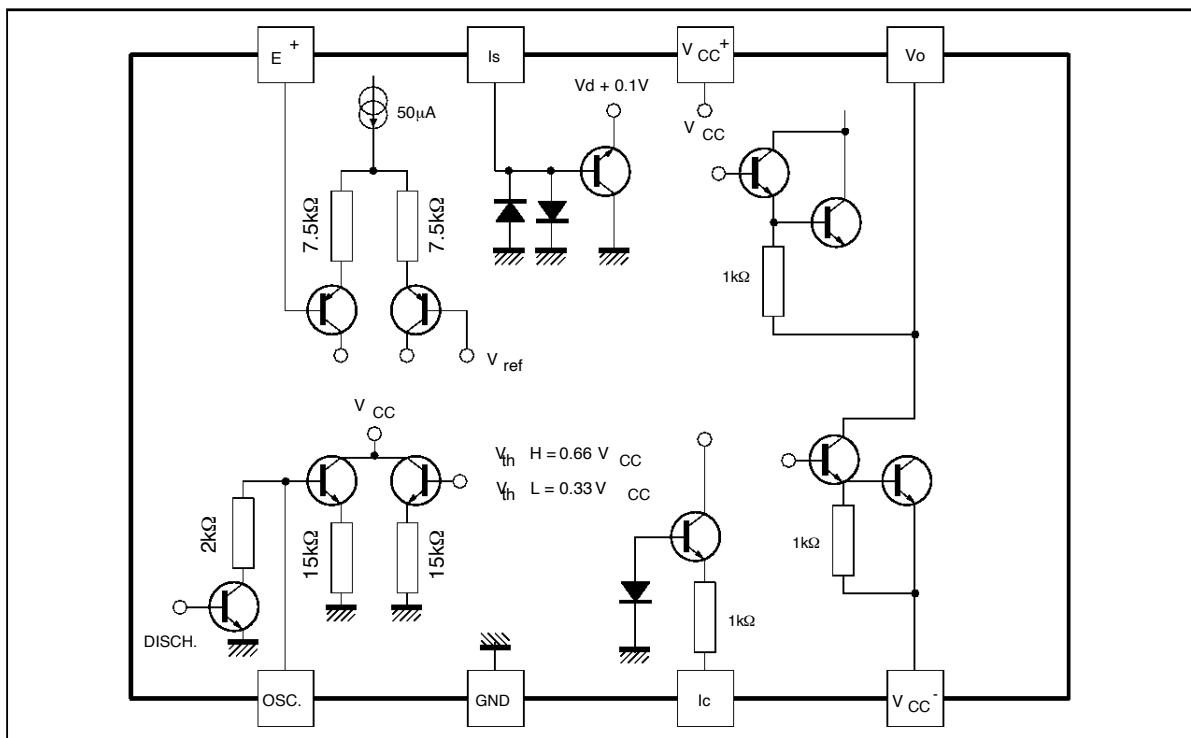 E+
Is
VCC+
Vo
50µA
Vd + 0.1V
VCC
7.5kΩ
7.5kΩ
1kΩ
Vref
VCC
Vth H = 0.66 VCC
Vth L = 0.33 VCC
2kΩ
15kΩ
15kΩ
1kΩ
1kΩ
DISCH.
OSC.
GND
Ic
VCC-